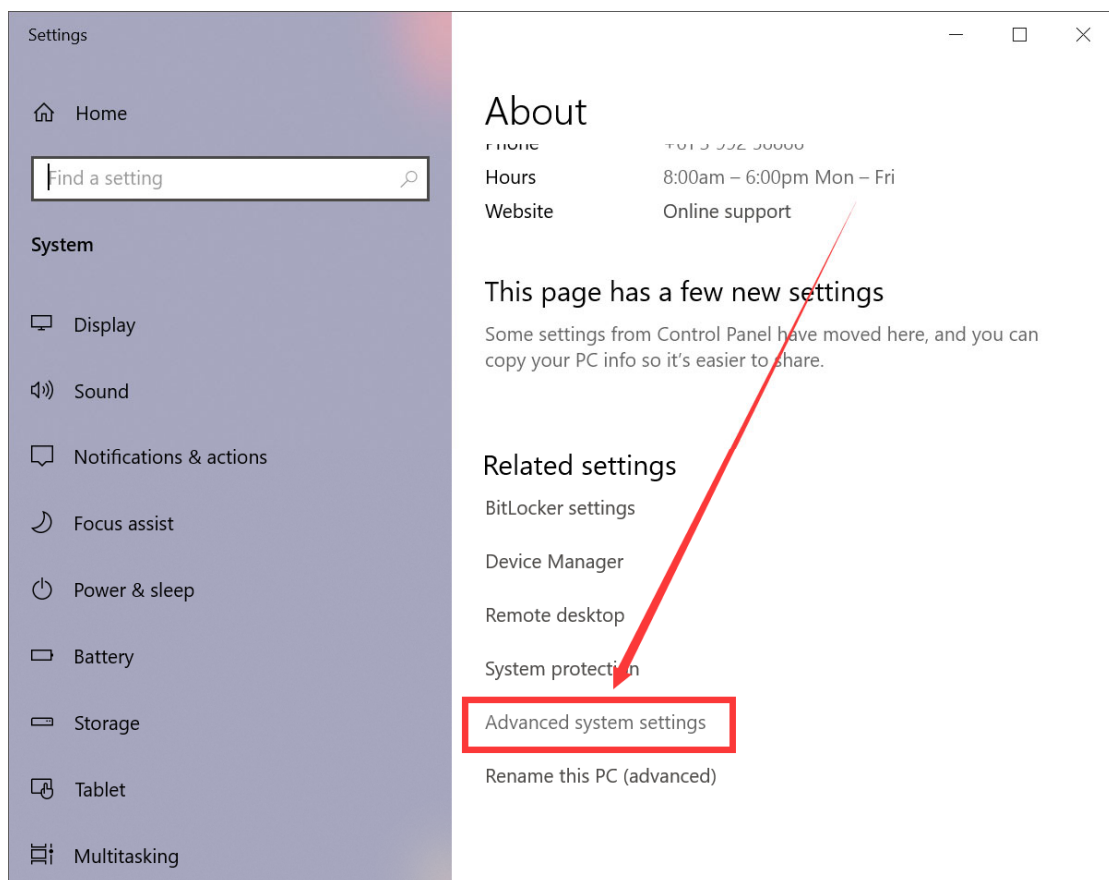 Settings
Home
Find a setting
System
Display
Sound
Notifications & actions
Focus assist
Power & sleep
Battery
Storage
Tablet
Multitasking
About
Phone
Hours 8:00am – 6:00pm Mon – Fri
Website Online support
This page has a few new settings
Some settings from Control Panel have moved here, and you can
copy your PC info so it's easier to share.
Related settings
BitLocker settings
Device Manager
Remote desktop
System protection
Advanced system settings
Rename this PC (advanced)